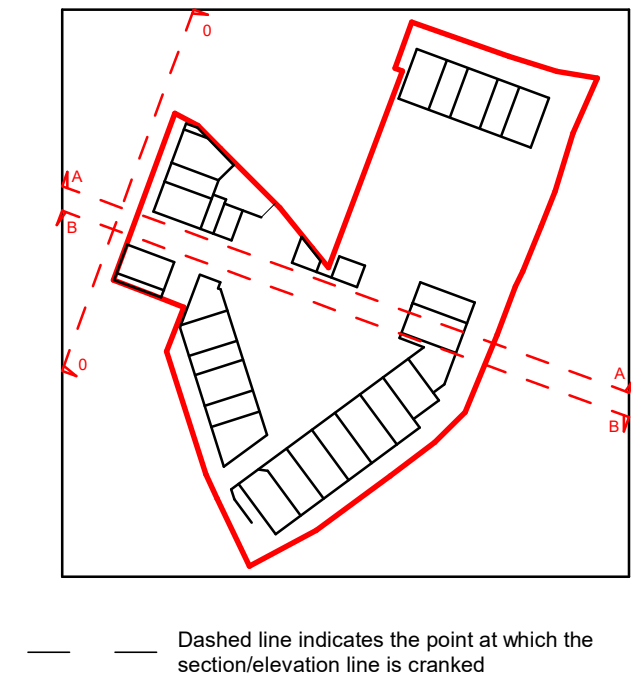 0
A
B
0
A
B
Dashed line indicates the point at which the
section/elevation line is cranked